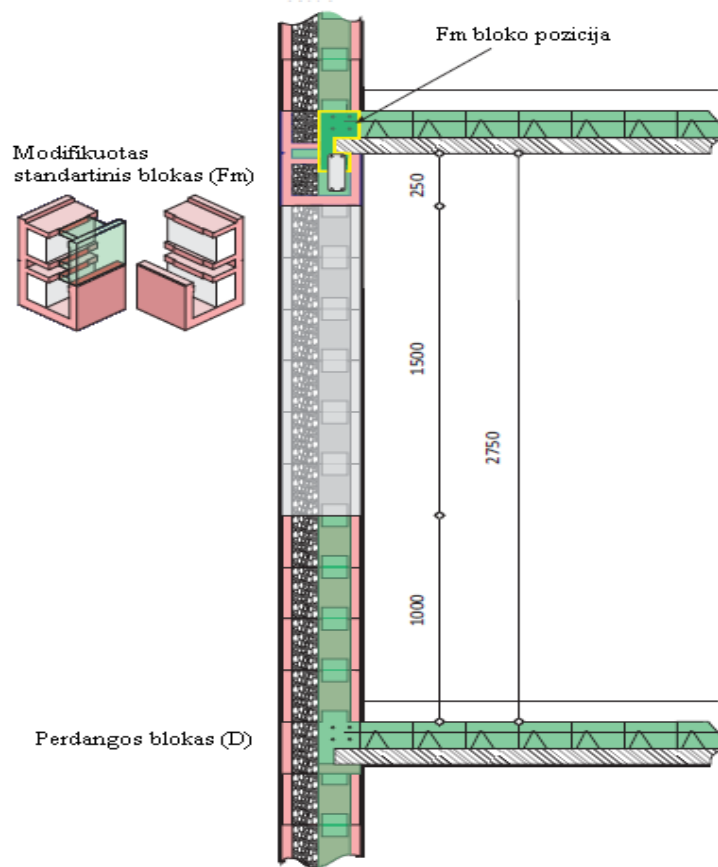 Fm bloko pozicija
Modifikuotas
standartinis blokas (Fm)
250
1500
2750
1000
Perdangos blokas (D)